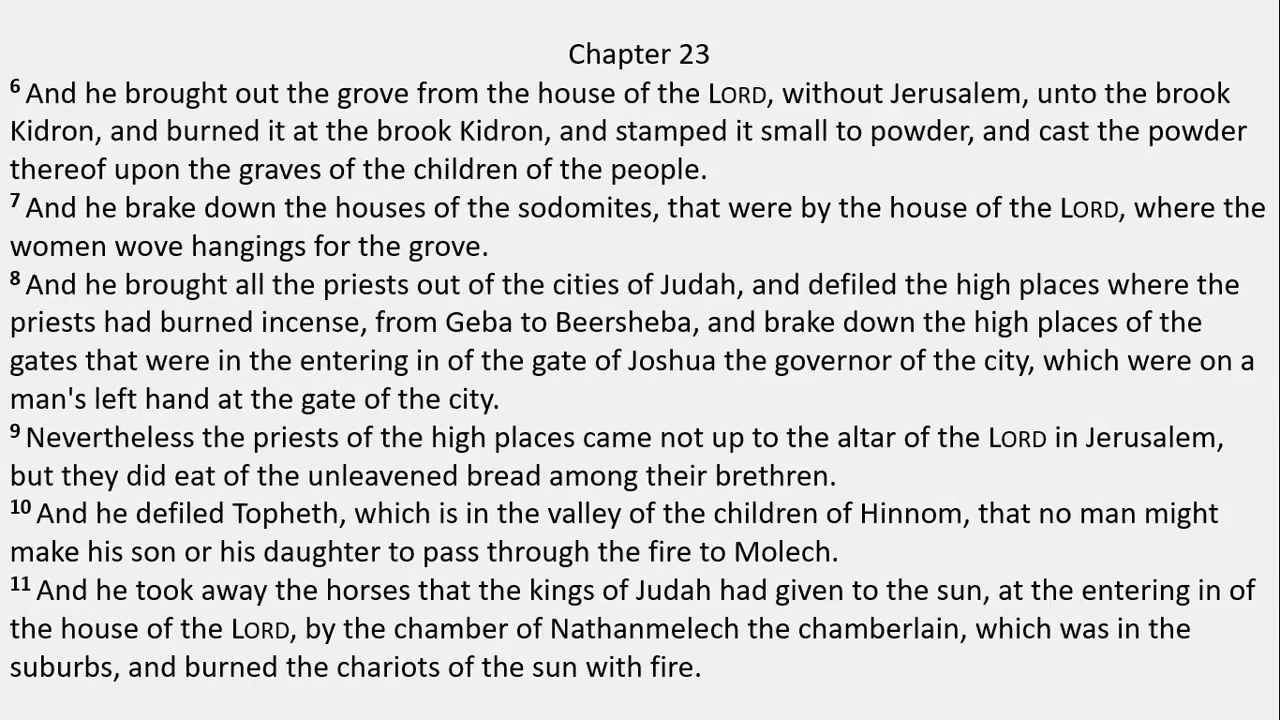 Chapter 23
6 And he brought out the grove from the house of the LORD, without Jerusalem, unto the brook
Kidron, and burned it at the brook Kidron, and stamped it small to powder, and cast the powder
thereof upon the graves of the children of the people.
7 And he brake down the houses of the sodomites, that were by the house of the LORD, where the
women wove hangings for the grove.
8 And he brought all the priests out of the cities of Judah, and defiled the high places where the
priests had burned incense, from Geba to Beersheba, and brake down the high places of the
gates that were in the entering in of the gate of Joshua the governor of the city, which were on a
man's left hand at the gate of the city.
9 Nevertheless the priests of the high places came not up to the altar of the LORD in Jerusalem,
but they did eat of the unleavened bread among their brethren.
10 And he defiled Topheth, which is in the valley of the children of Hinnom, that no man might
make his son or his daughter to pass through the fire to Molech.
11 And he took away the horses that the kings of Judah had given to the sun, at the entering in of
the house of the LORD, by the chamber of Nathanmelech the chamberlain, which was in the
suburbs, and burned the chariots of the sun with fire.